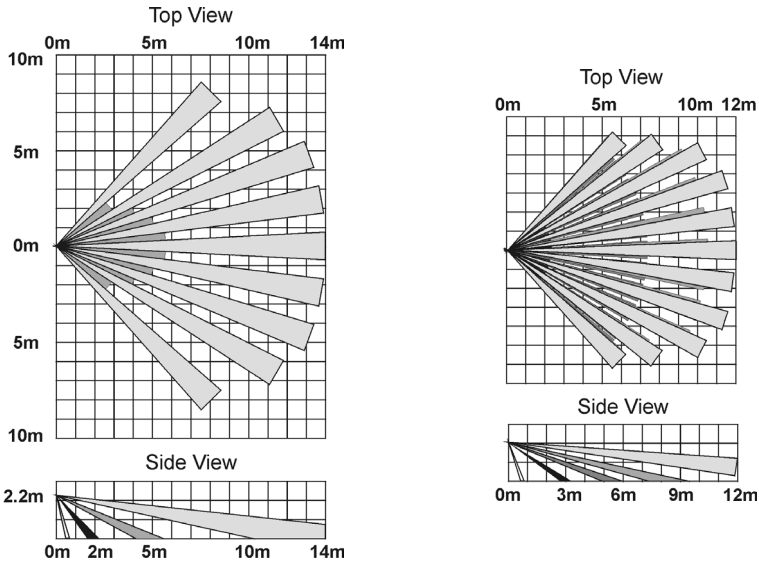 Top View
0m 5m 10m 14m
10m
5m
0m
5m
10m
Side View
2.2m
0m 2m 5m 10m 14m
Top View
0m 5m 10m 12m
Side View
0m 3m 6m 9m 12m